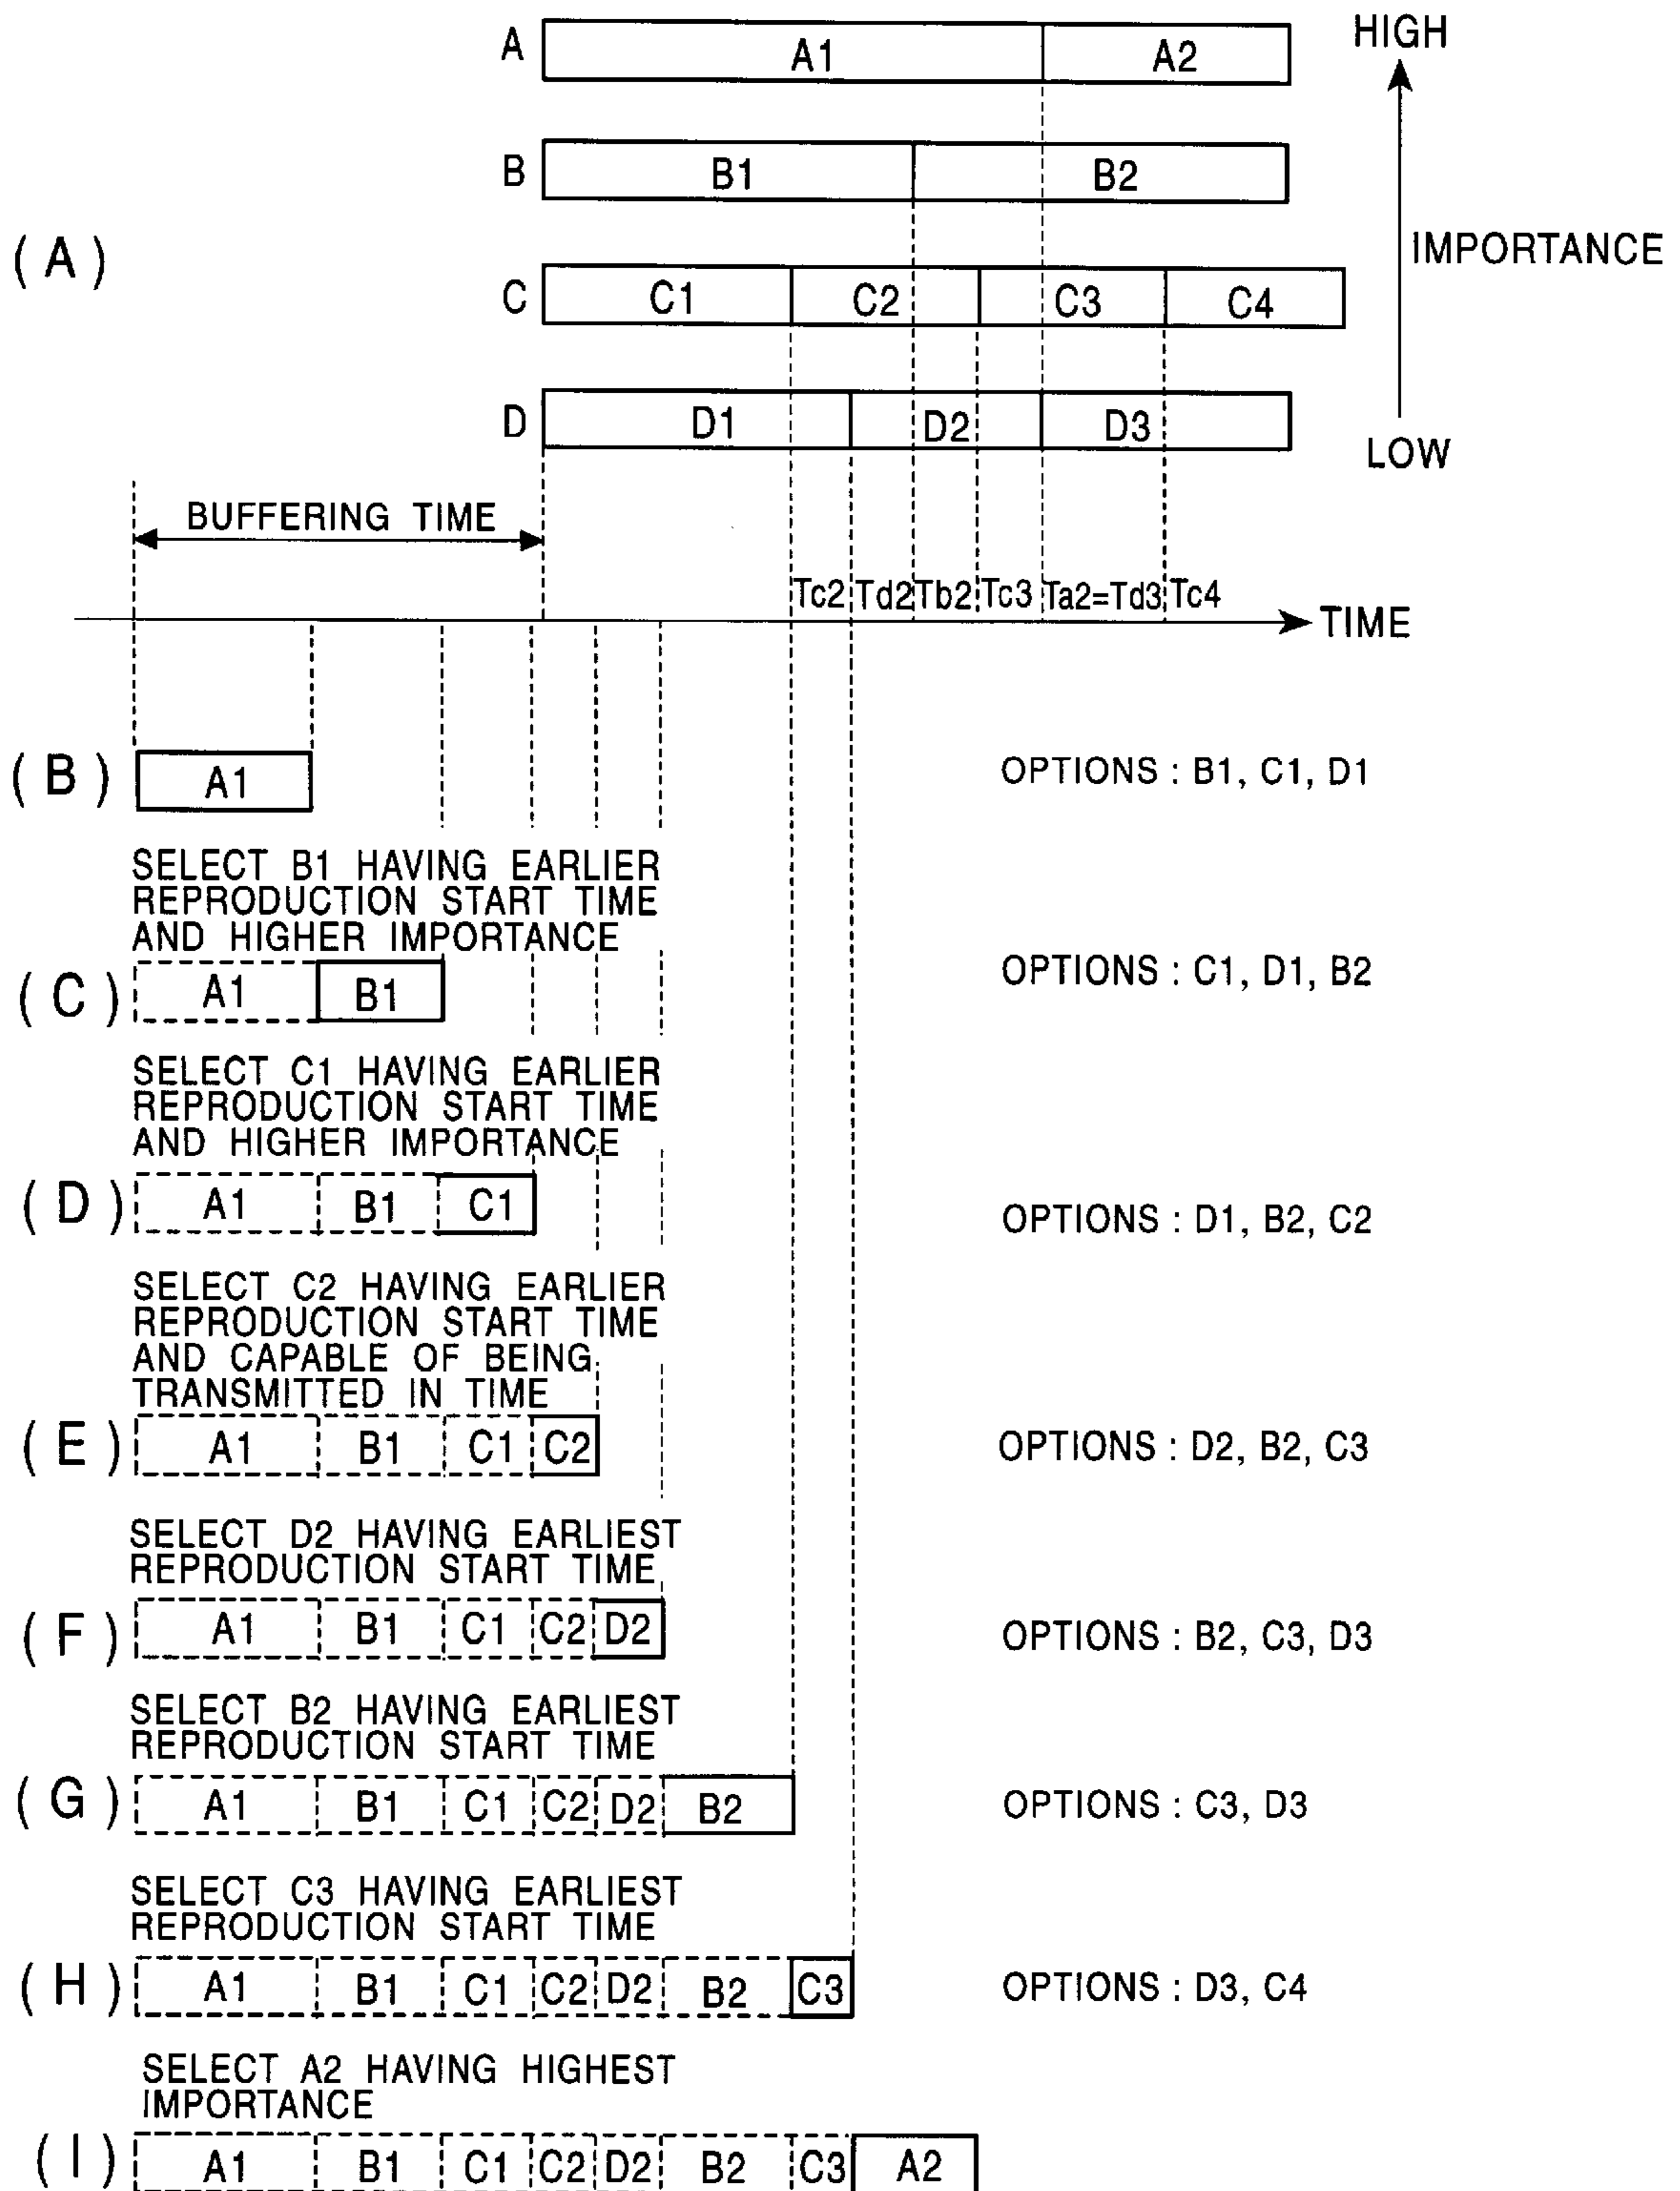 A A1 A2 HIGH
B B1 B2
( A ) IMPORTANCE
C C1 C2 C3 C4
D D1 D2 D3
LOW
BUFFERING TIME
Tc2 Td2 Tb2 Tc3 Ta2=Td3 Tc4
TIME
( B ) A1 OPTIONS : B1, C1, D1
SELECT B1 HAVING EARLIER
REPRODUCTION START TIME
AND HIGHER IMPORTANCE
( C ) A1 B1 OPTIONS : C1, D1, B2
SELECT C1 HAVING EARLIER
REPRODUCTION START TIME
AND HIGHER IMPORTANCE
( D ) A1 B1 C1 OPTIONS : D1, B2, C2
SELECT C2 HAVING EARLIER
REPRODUCTION START TIME
AND CAPABLE OF BEING
TRANSMITTED IN TIME
( E ) A1 B1 C1 C2 OPTIONS : D2, B2, C3
SELECT D2 HAVING EARLIEST
REPRODUCTION START TIME
( F ) A1 B1 C1 C2 D2 OPTIONS : B2, C3, D3
SELECT B2 HAVING EARLIEST
REPRODUCTION START TIME
( G ) A1 B1 C1 C2 D2 B2 OPTIONS : C3, D3
SELECT C3 HAVING EARLIEST
REPRODUCTION START TIME
( H ) A1 B1 C1 C2 D2 B2 C3 OPTIONS : D3, C4
SELECT A2 HAVING HIGHEST
IMPORTANCE
( I ) A1 B1 C1 C2 D2 B2 C3 A2